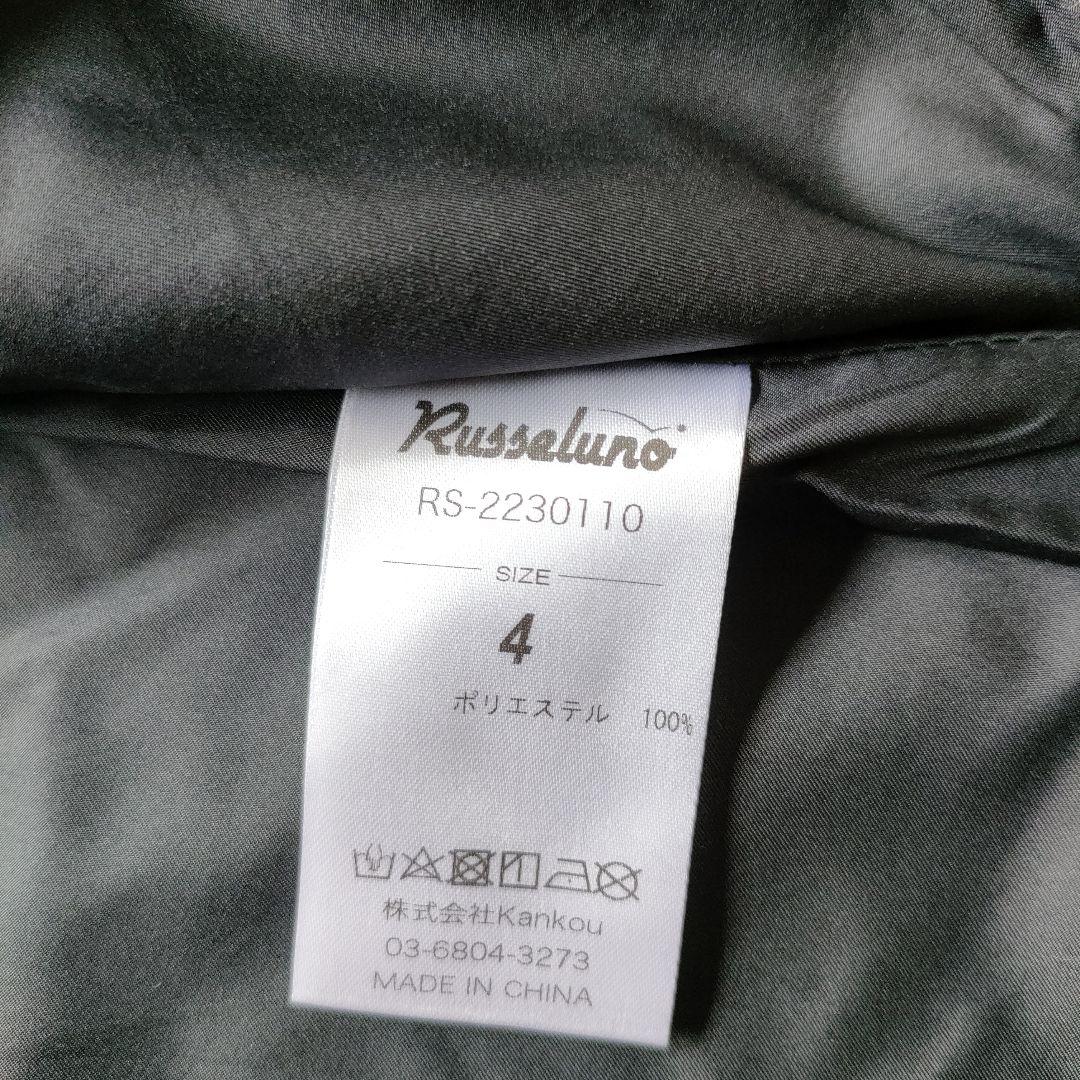 Russeluno
RS-2230110
SIZE
4
ポリエステル 100%
株式会社Kankou
03-6804-3273
MADE IN CHINA